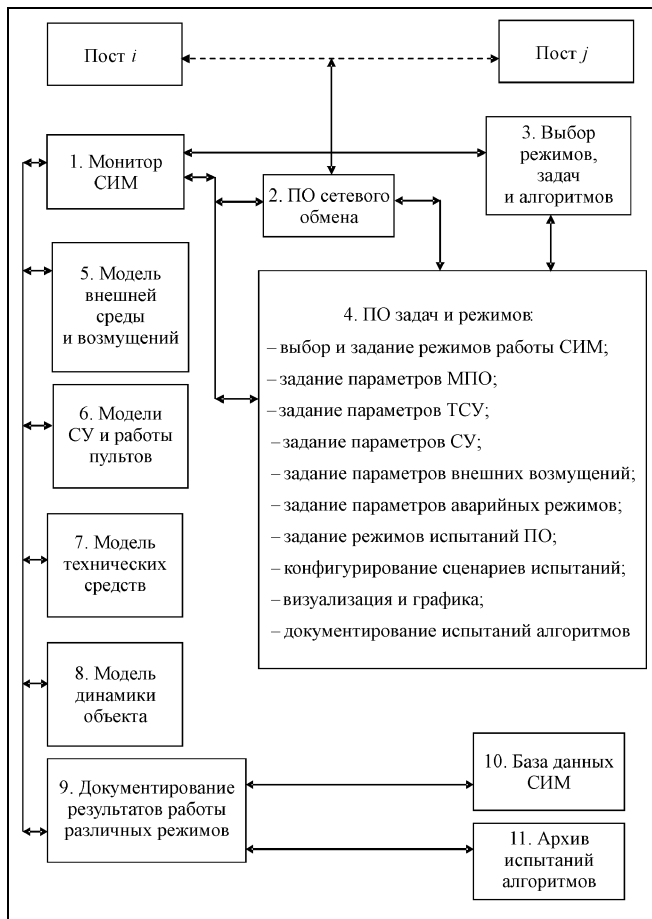 Пост i
Пост j
1. Монитор
СИМ
2. ПО сетевого
обмена
3. Выбор
режимов,
задач
и алгоритмов
4. ПО задач и режимов:
– выбор и задание режимов работы СИМ;
– задание параметров МПО;
– задание параметров ТСУ;
– задание параметров СУ;
– задание параметров внешних возмущений;
– задание параметров аварийных режимов;
– задание режимов испытаний ПО;
– конфигурирование сценариев испытаний;
– визуализация и графика;
– документирование испытаний алгоритмов
5. Модель
внешней
среды
и возмущений
6. Модели
СУ и работы
пультов
7. Модель
технических
средств
8. Модель
динамики
объекта
9. Документирование
результатов работы
различных режимов
10. База данных
СИМ
11. Архив
испытаний
алгоритмов